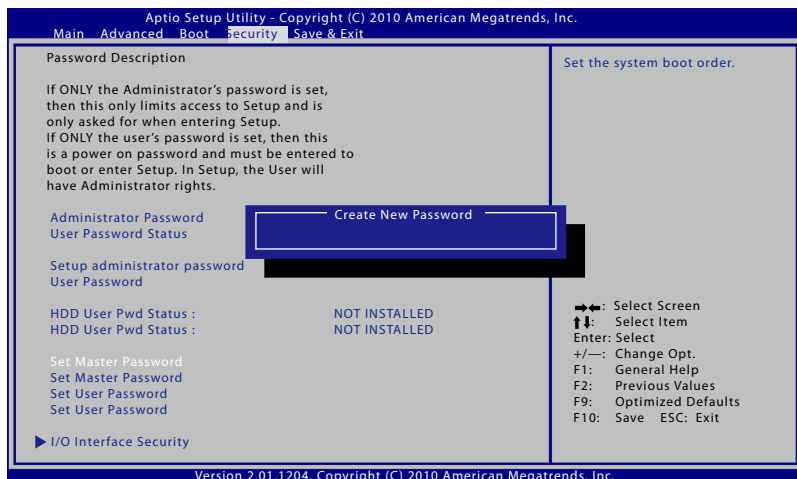 Aptio Setup Utility - Copyright (C) 2010 American Megatrends, Inc.
Main Advanced Boot Security Save & Exit
Password Description
If ONLY the Administrator's password is set,
then this only limits access to Setup and is
only asked for when entering Setup.
If ONLY the user's password is set, then this
is a power on password and must be entered to
boot or enter Setup. In Setup, the User will
have Administrator rights.
Administrator Password
User Password Status
Create New Password
Setup administrator password
User Password
HDD User Pwd Status : NOT INSTALLED
HDD User Pwd Status : NOT INSTALLED
Set Master Password
Set Master Password
Set User Password
Set User Password
I/O Interface Security
Set the system boot order.
→←: Select Screen
↑↓: Select Item
Enter: Select
+/—: Change Opt.
F1: General Help
F2: Previous Values
F9: Optimized Defaults
F10: Save ESC: Exit
Version 2.01.1204. Copyright (C) 2010 American Megatrends, Inc.